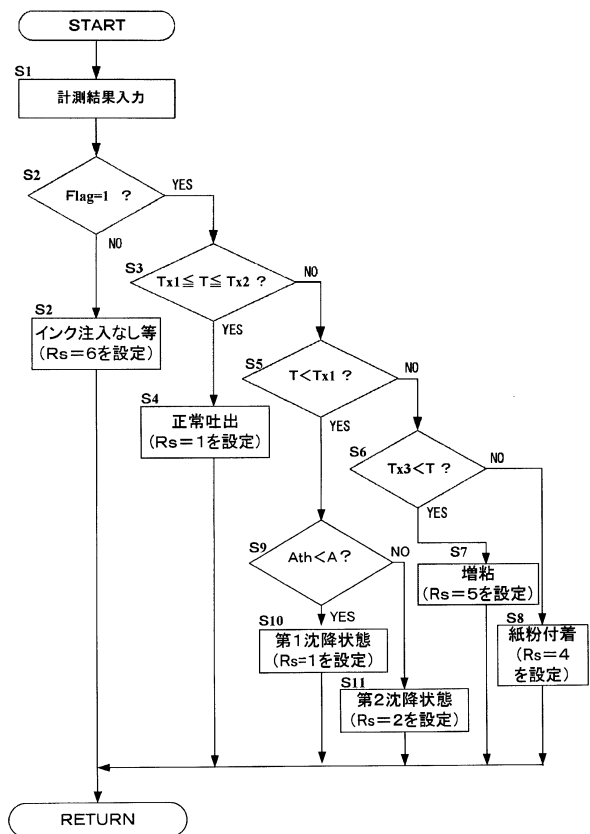 START
S1
計測結果入力
S2
Flag=1 ?
YES
NO
S3
Tx1≦ T≦ Tx2 ?
NO
YES
S2
インク注入なし等
(Rs=6を設定)
S5
T<Tx1 ?
NO
YES
S4
正常吐出
(Rs=1を設定)
S6
Tx3<T ?
NO
YES
S9
Ath<A?
NO
YES
S7
増粘
(Rs=5を設定)
S10
第1沈降状態
(Rs=1を設定)
S8
紙粉付着
(Rs=4
を設定)
S11
第2沈降状態
(Rs=2を設定)
RETURN